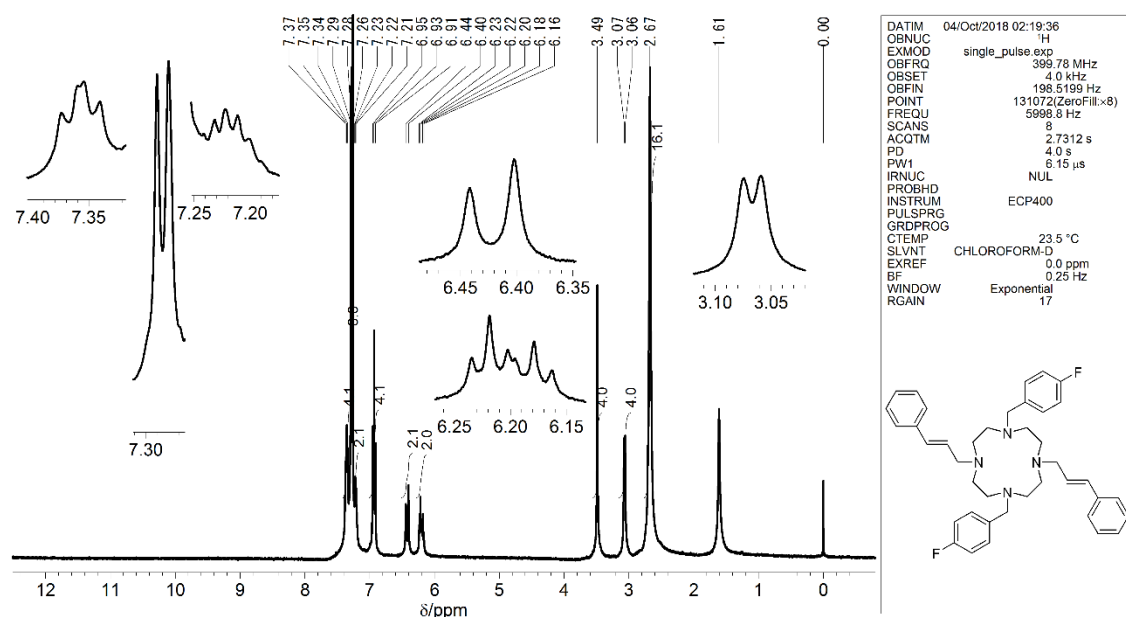 7.37 7.35 7.34 7.29 7.28 7.26 7.23 7.22 7.21 6.95 6.93 6.91 6.44 6.40 6.23 6.22 6.20 6.18 6.16 3.49 3.07 3.06 2.67 1.61 0.00
7.40 7.35
7.30
7.25 7.20
6.45 6.40 6.35
6.25 6.20 6.15
3.10 3.05
4.1 2.1 4.1 2.1 2.0 4.0 4.0 16.1
12 11 10 9 8 7 6 5 4 3 2 1 0
δ/ppm
DATIM 04/Oct/2018 02:19:36
OBNUC 1H
EXMOD single_pulse.exp
OBFRQ 399.78 MHz
OBSET 4.0 kHz
OBFIN 198.5199 Hz
POINT 131072(ZeroFill:×8)
FREQU 5998.8 Hz
SCANS 8
ACQTM 2.7312 s
PD 4.0 s
PW1 6.15 μs
IRNUC NUL
PROBHD
INSTRUM ECP400
PULSPRG
GRDPROG
CTEMP 23.5 °C
SLVNT CHLOROFORM-D
EXREF 0.0 ppm
BF 0.25 Hz
WINDOW Exponential
RGAIN 17
F
N
N N
N
F